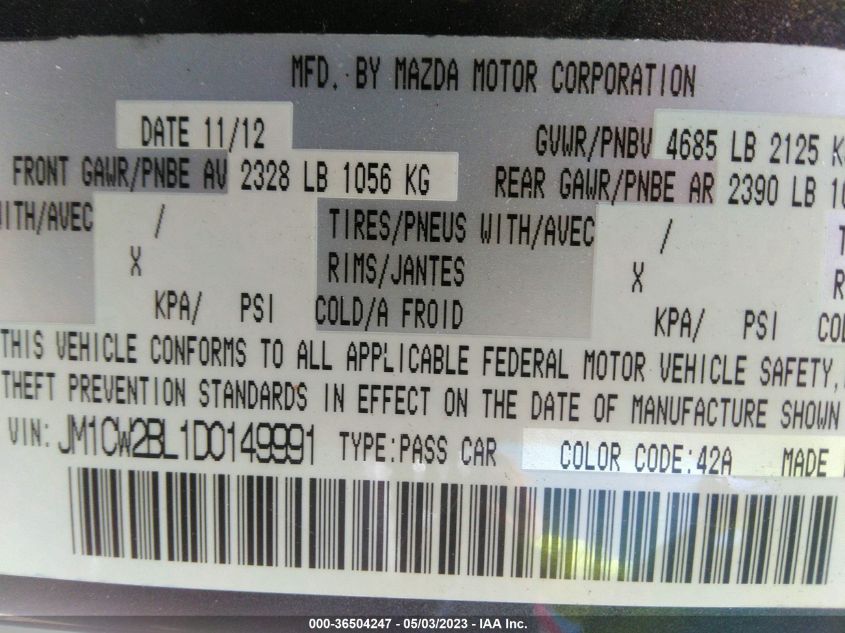 MFD. BY MAZDA MOTOR CORPORATION
DATE 11/12 GVWR/PNBV 4685 LB 2125 K
FRONT GAWR/PNBE AV 2328 LB 1056 KG REAR GAWR/PNBE AR 2390 LB 10
WITH/AVEC / TIRES/PNEUS WITH/AVEC / T
X RIMS/JANTES X R
KPA/ PSI COLD/A FROID KPA/ PSI COL
THIS VEHICLE CONFORMS TO ALL APPLICABLE FEDERAL MOTOR VEHICLE SAFETY,
THEFT PREVENTION STANDARDS IN EFFECT ON THE DATE OF MANUFACTURE SHOWN
VIN: JM1CW2BL1D0149991 TYPE:PASS CAR COLOR CODE:42A MADE
000-36504247 - 05/03/2023 - IAA Inc.